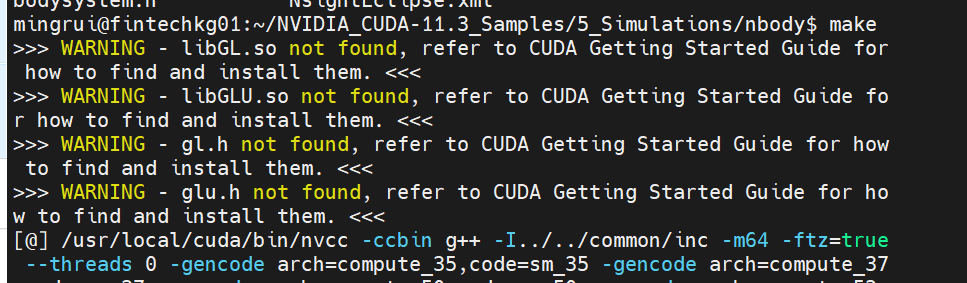 bodysystem.h NsightEclipse.xml
mingrui@fintechkg01:~/NVIDIA_CUDA-11.3_Samples/5_Simulations/nbody$ make
>>> WARNING - libGL.so not found, refer to CUDA Getting Started Guide for
 how to find and install them. <<<
>>> WARNING - libGLU.so not found, refer to CUDA Getting Started Guide fo
r how to find and install them. <<<
>>> WARNING - gl.h not found, refer to CUDA Getting Started Guide for how
 to find and install them. <<<
>>> WARNING - glu.h not found, refer to CUDA Getting Started Guide for ho
w to find and install them. <<<
[@] /usr/local/cuda/bin/nvcc -ccbin g++ -I../../common/inc -m64 -ftz=true
 --threads 0 -gencode arch=compute_35,code=sm_35 -gencode arch=compute_37